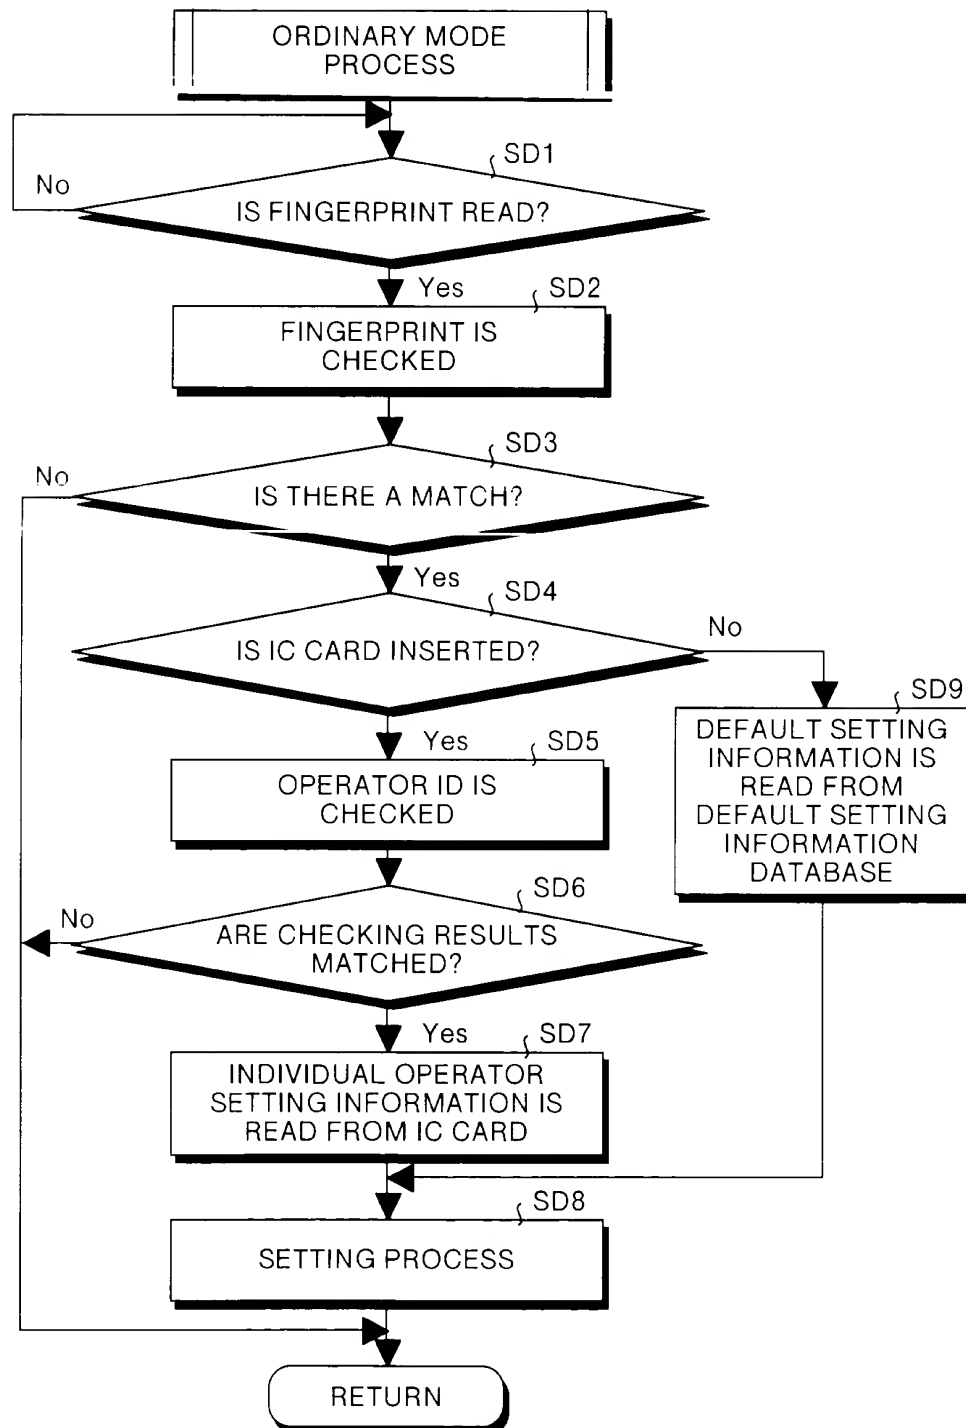 ORDINARY MODE
PROCESS
SD1
No
IS FINGERPRINT READ?
Yes
SD2
FINGERPRINT IS
CHECKED
SD3
No
IS THERE A MATCH?
Yes
SD4
No
IS IC CARD INSERTED?
SD9
DEFAULT SETTING
INFORMATION IS
READ FROM
DEFAULT SETTING
INFORMATION
DATABASE
Yes
SD5
OPERATOR ID IS
CHECKED
SD6
No
ARE CHECKING RESULTS
MATCHED?
Yes
SD7
INDIVIDUAL OPERATOR
SETTING INFORMATION IS
READ FROM IC CARD
SD8
SETTING PROCESS
RETURN